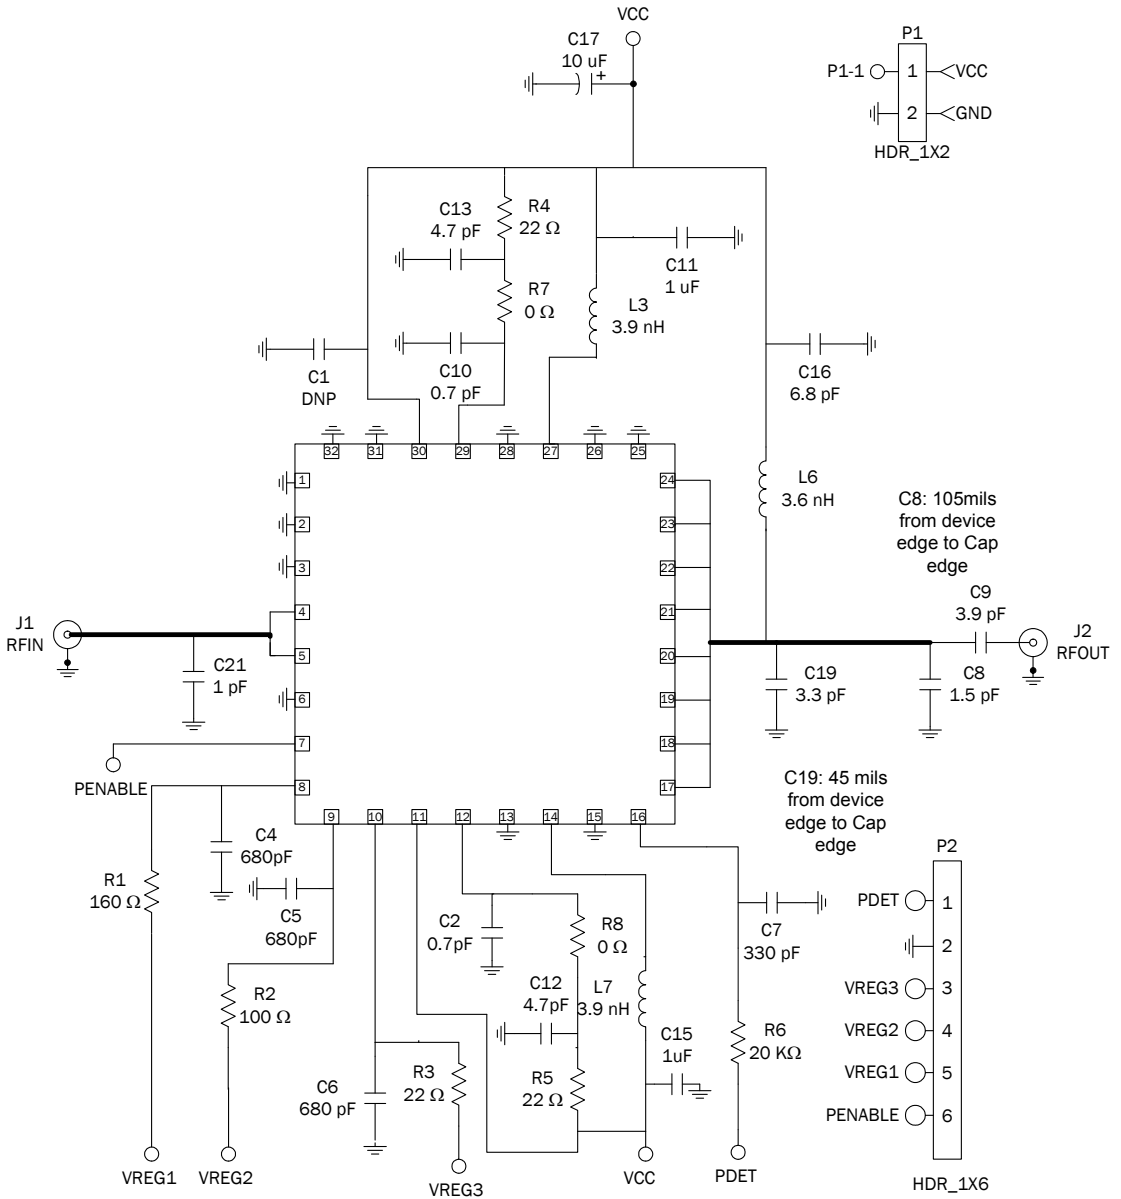 VCC
C17
10 uF
+
P1
P1-1
1
VCC
2
GND
HDR_1X2
C13
4.7 pF
R4
22 Ω
C11
1 uF
R7
0 Ω
L3
3.9 nH
C1
DNP
C10
0.7 pF
C16
6.8 pF
32
31
30
29
28
27
26
25
1
2
3
4
5
6
7
8
24
23
22
21
20
19
18
17
9
10
11
12
13
14
15
16
L6
3.6 nH
C8: 105mils
from device
edge to Cap
edge
C9
3.9 pF
J1
RFIN
J2
RFOUT
C21
1 pF
C19
3.3 pF
C8
1.5 pF
PENABLE
C19: 45 mils
from device
edge to Cap
edge
C4
680pF
R1
160 Ω
C5
680pF
C2
0.7pF
R8
0 Ω
C7
330 pF
R2
100 Ω
C12
4.7pF
L7
3.9 nH
C15
1uF
R6
20 KΩ
C6
680 pF
R3
22 Ω
R5
22 Ω
VREG1
VREG2
VREG3
VCC
PDET
P2
PDET
1
2
VREG3
3
VREG2
4
VREG1
5
PENABLE
6
HDR_1X6